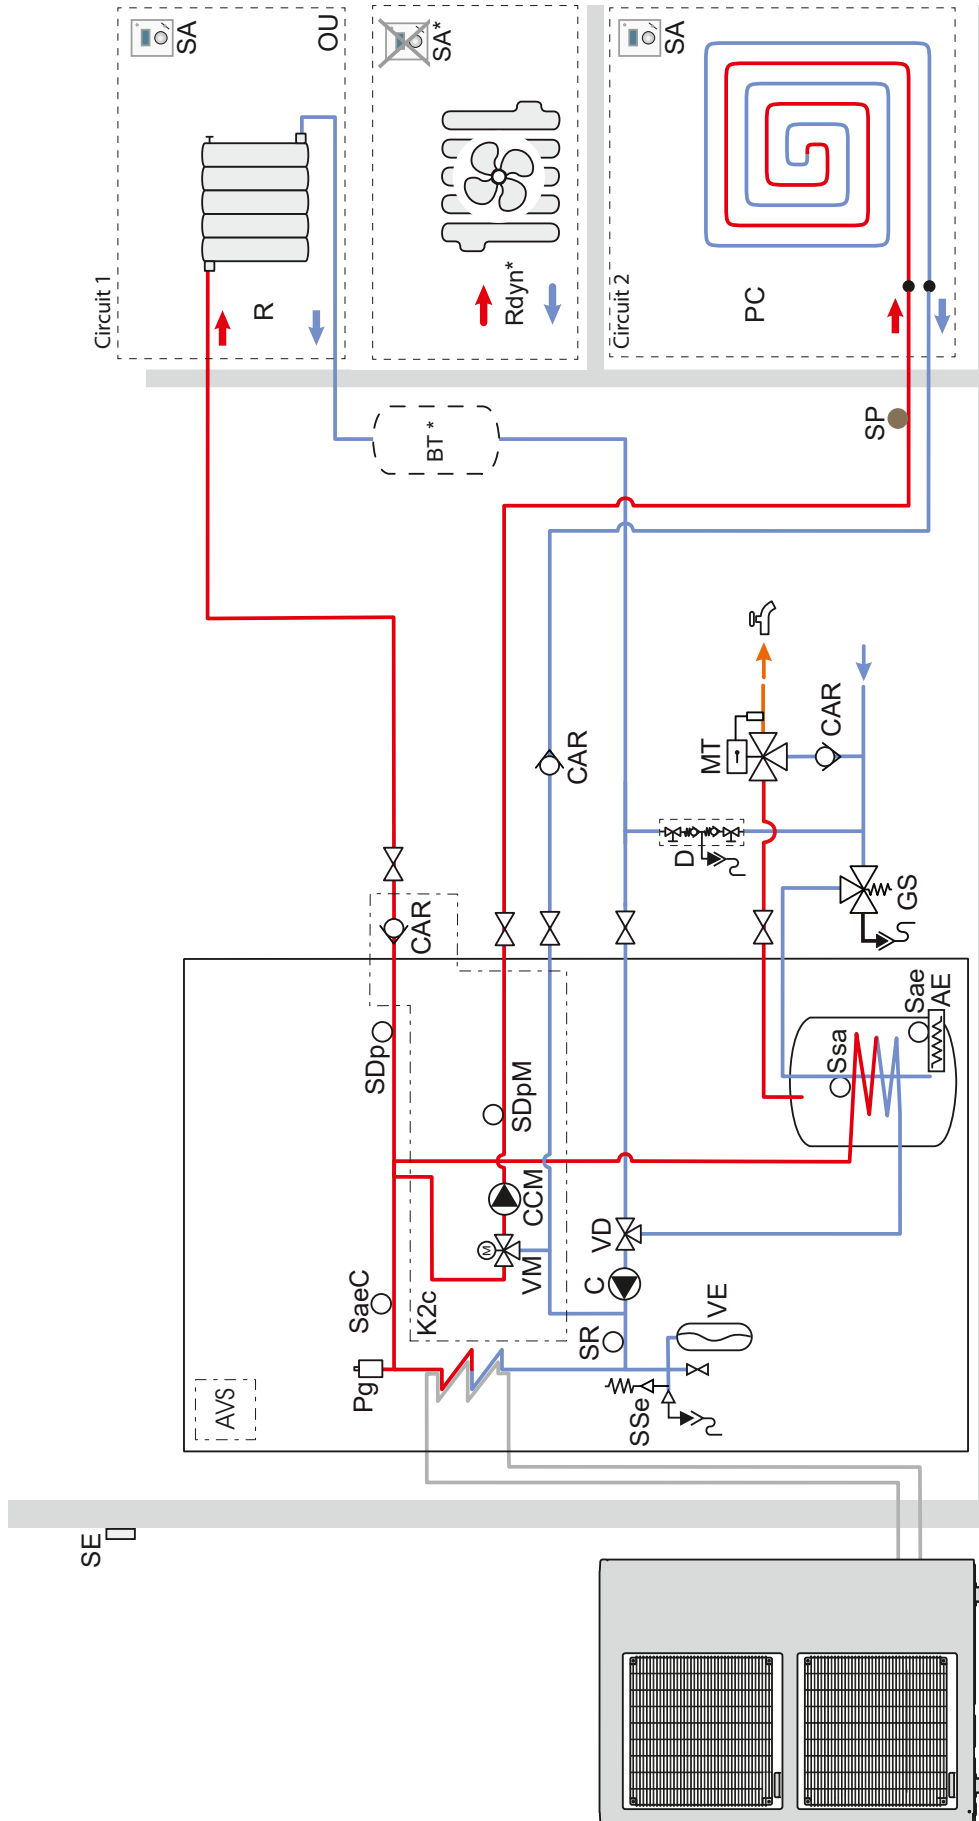 SA
OU
Circuit 1
R
SA*
Rdyn*
SA
Circuit 2
PC
BT *
SP
MT
CAR
CAR
D
GS
CAR
SDp
SDpM
Sae
AE
Ssa
CCM
M
VM
VD
C
SaeC
K2c
SR
VE
Pg
SSe
AVS
SE